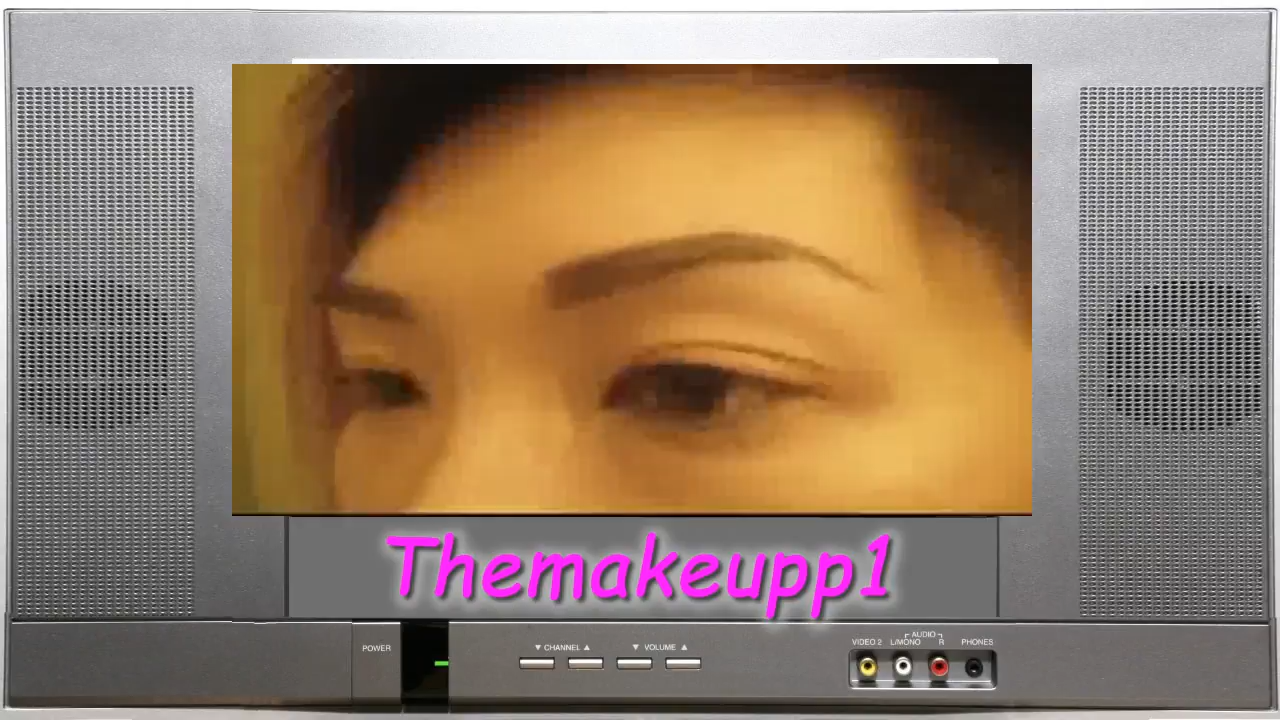 Themakeupp1
POWER
▼ CHANNEL ▲
▼ VOLUME ▲
AUDIO
VIDEO 2 L/MONO R PHONES